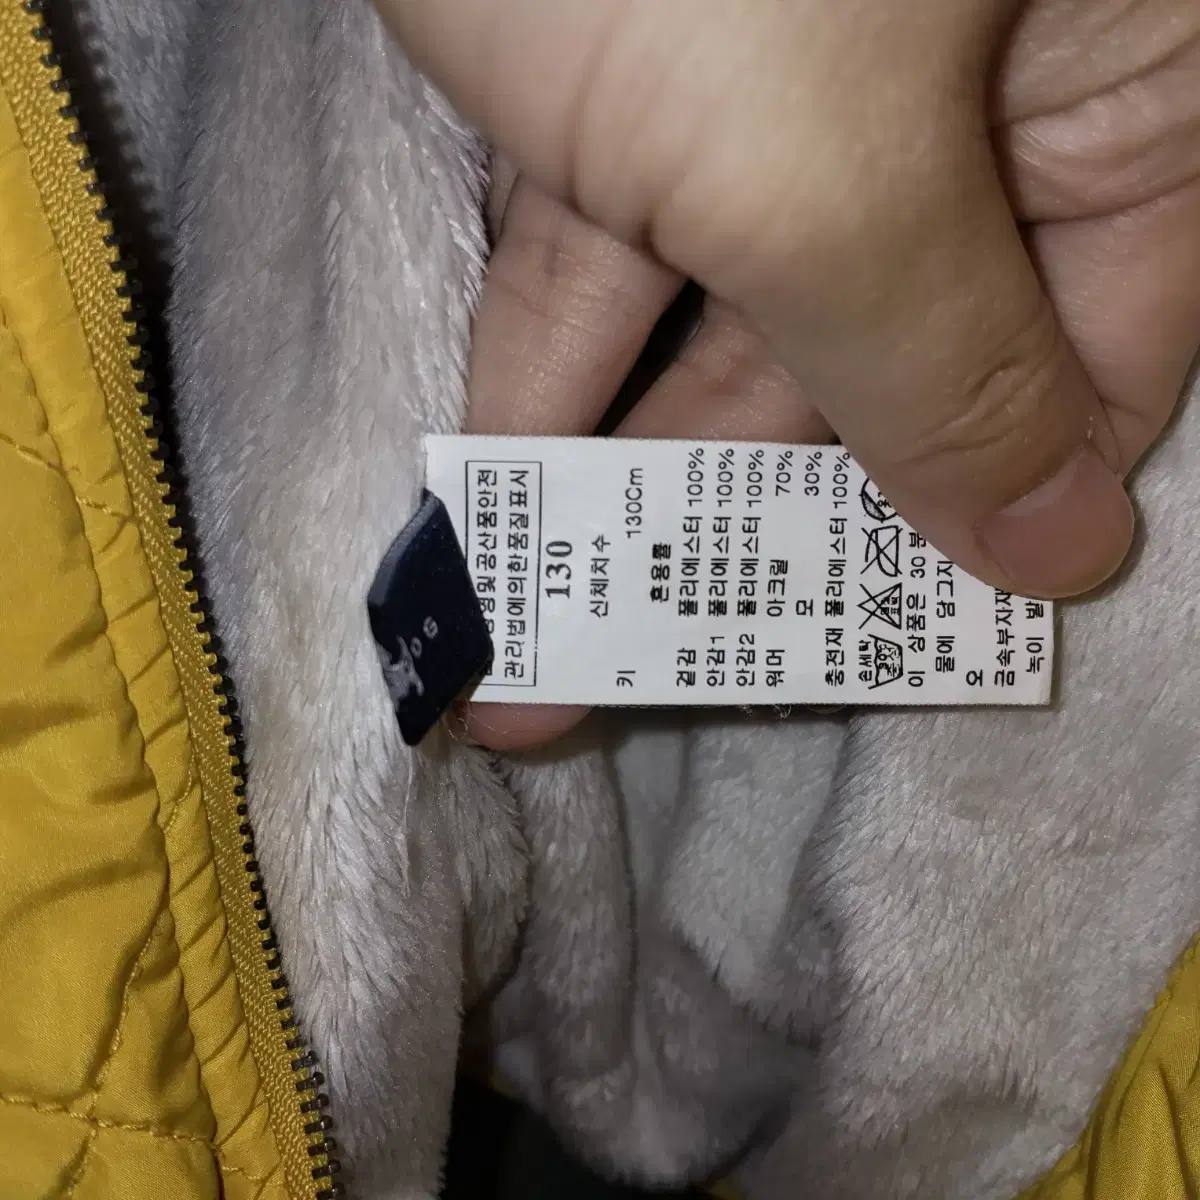 관리법에의한품질표시
130
신체치수
키 130Cm
혼용률
겉감 폴리에스터 100%
안감1 폴리에스터 100%
안감2 폴리에스터 100%
워머 아크릴 70%
모 30%
충전재 폴리에스터 100%
손세탁 30
이 상품은 30 분
물에 담그지
오
금속부자재
녹이 발
OG